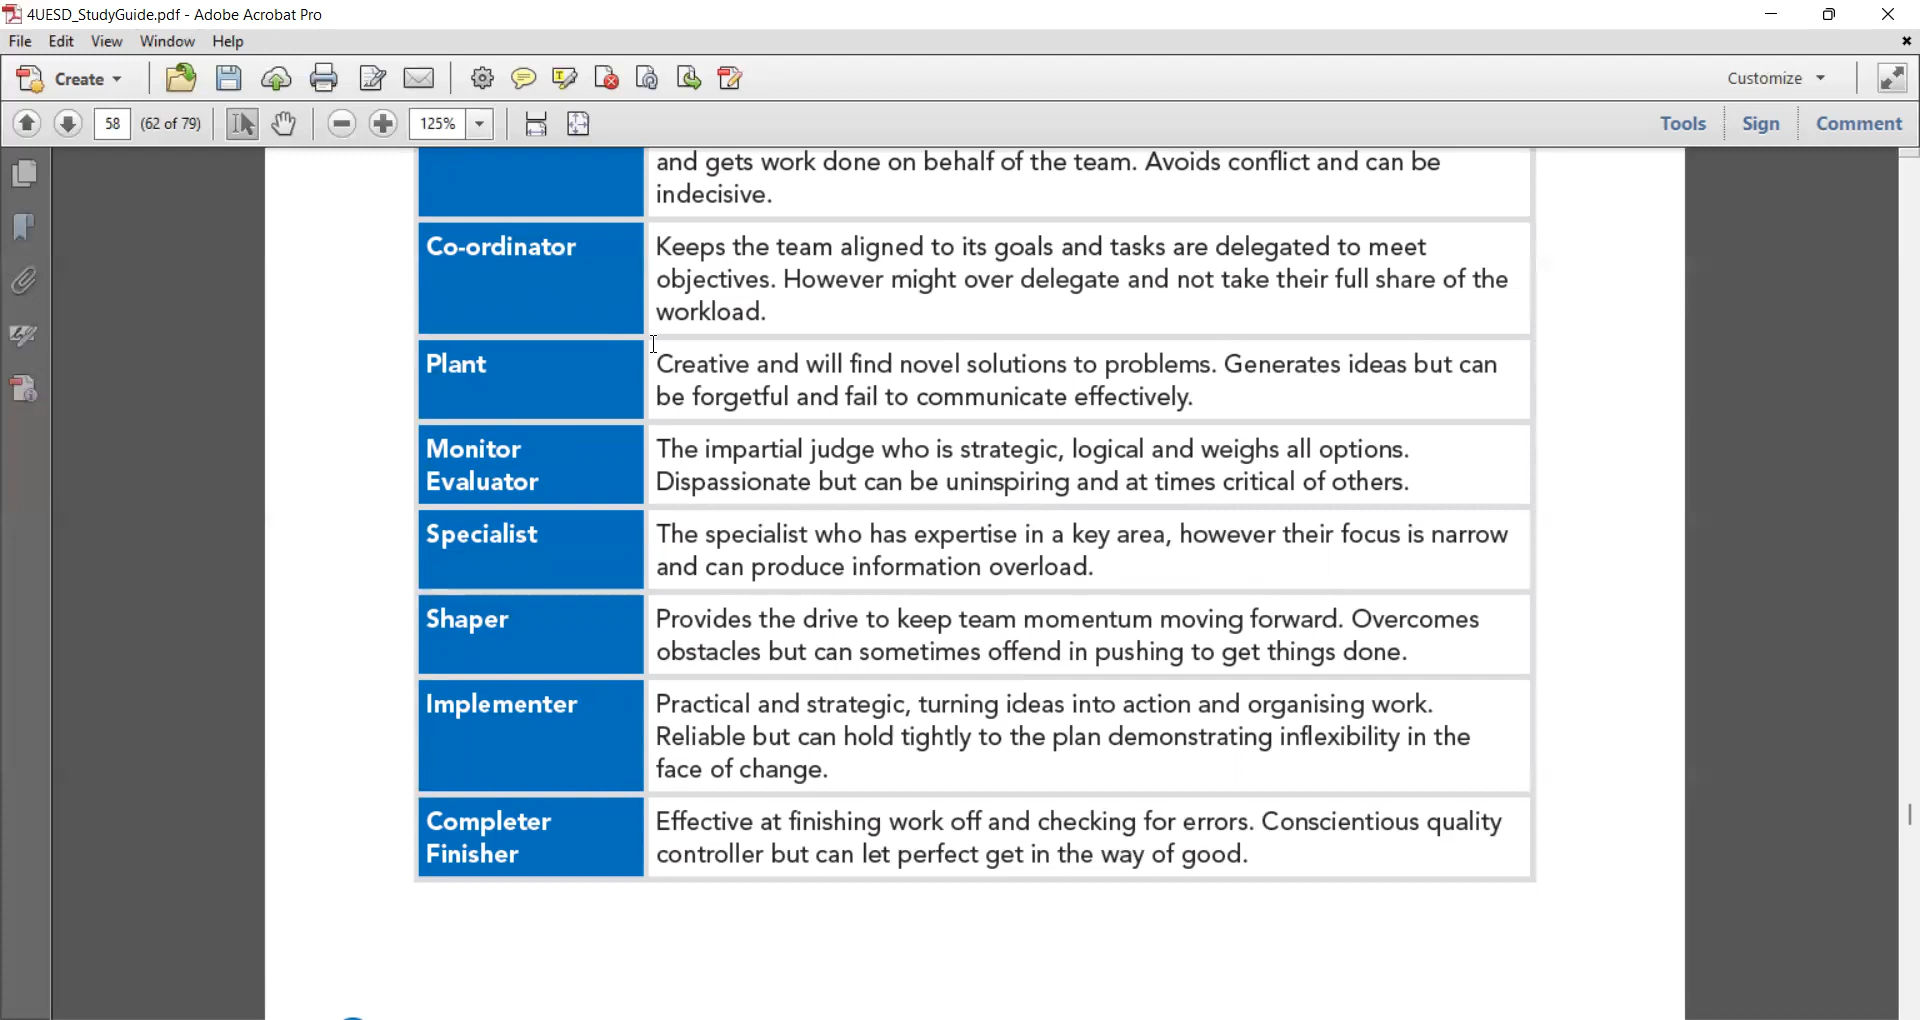 4UESD_StudyGuide.pdf - Adobe Acrobat Pro
File Edit View Window Help
Create Customize
58 (62 of 79) 125% Tools Sign Comment
and gets work done on behalf of the team. Avoids conflict and can be
indecisive.
Co-ordinator
Keeps the team aligned to its goals and tasks are delegated to meet
objectives. However might over delegate and not take their full share of the
workload.
Plant
Creative and will find novel solutions to problems. Generates ideas but can
be forgetful and fail to communicate effectively.
Monitor
Evaluator
The impartial judge who is strategic, logical and weighs all options.
Dispassionate but can be uninspiring and at times critical of others.
Specialist
The specialist who has expertise in a key area, however their focus is narrow
and can produce information overload.
Shaper
Provides the drive to keep team momentum moving forward. Overcomes
obstacles but can sometimes offend in pushing to get things done.
Implementer
Practical and strategic, turning ideas into action and organising work.
Reliable but can hold tightly to the plan demonstrating inflexibility in the
face of change.
Completer
Finisher
Effective at finishing work off and checking for errors. Conscientious quality
controller but can let perfect get in the way of good.